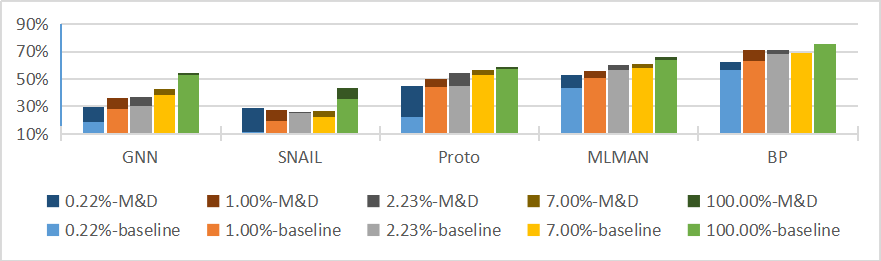 90%
70%
50%
30%
10%
GNN SNAIL Proto MLMAN BP
0.22%-M&D 1.00%-M&D 2.23%-M&D 7.00%-M&D 100.00%-M&D
0.22%-baseline 1.00%-baseline 2.23%-baseline 7.00%-baseline 100.00%-baseline